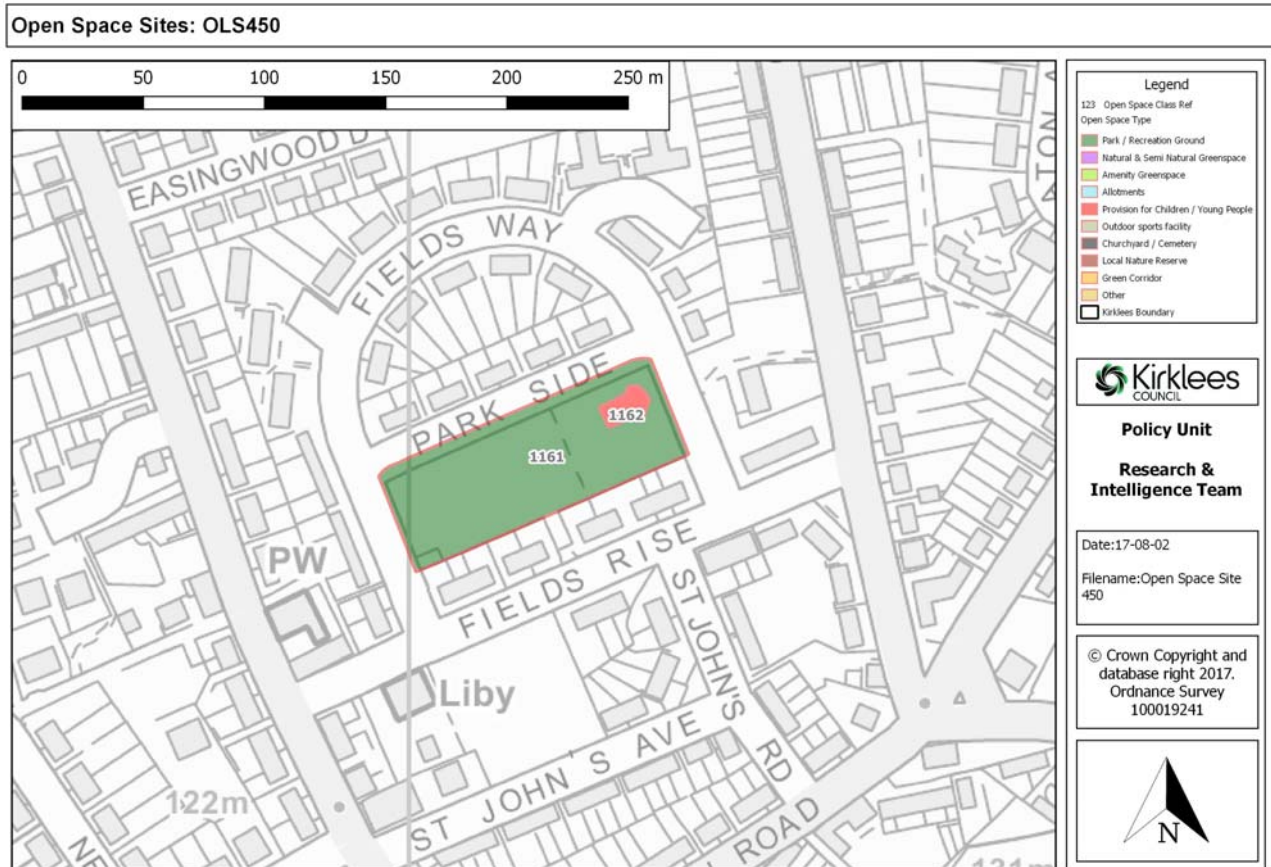 Open Space Sites: OLS450
0 50 100 150 200 250 m
EASINGWOOD D
FIELDS WAY
PARK SIDE
1162
1161
PW
FIELDS RISE
ST JOHN'S RD
Liby
ST JOHN'S AVE
122m
ROAD
121m
Legend
123 Open Space Class Ref
Open Space Type
Park / Recreation Ground
Natural & Semi Natural Greenspace
Amenity Greenspace
Allotments
Provision for Children / Young People
Outdoor sports facility
Churchyard / Cemetery
Local Nature Reserve
Green Corridor
Other
Kirklees Boundary
Kirklees
COUNCIL
Policy Unit
Research &
Intelligence Team
Date:17-08-02
Filename:Open Space Site
450
© Crown Copyright and
database right 2017.
Ordnance Survey
100019241
N